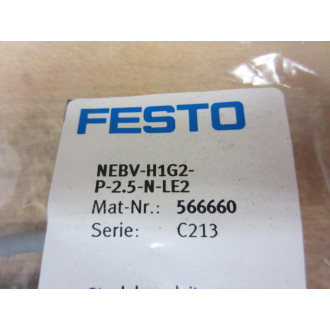 FESTO
NEBV-H1G2-
P-2.5-N-LE2
Mat-Nr.: 566660
Serie: C213